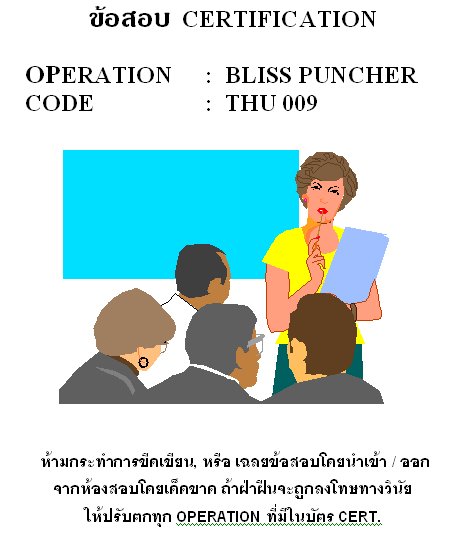 ข้อสอบ CERTIFICATION
OPERATION : BLISS PUNCHER
CODE : THU 009
ห้ามกระทำการขีดเขียน, หรือ เฉลยข้อสอบโดยนำเข้า / ออก
จากห้องสอบโดยเด็ดขาด ถ้าฝ่าฝืนจะถูกลงโทษทางวินัย
ให้ปรับตกทุก OPERATION ที่มีในบัตร CERT.